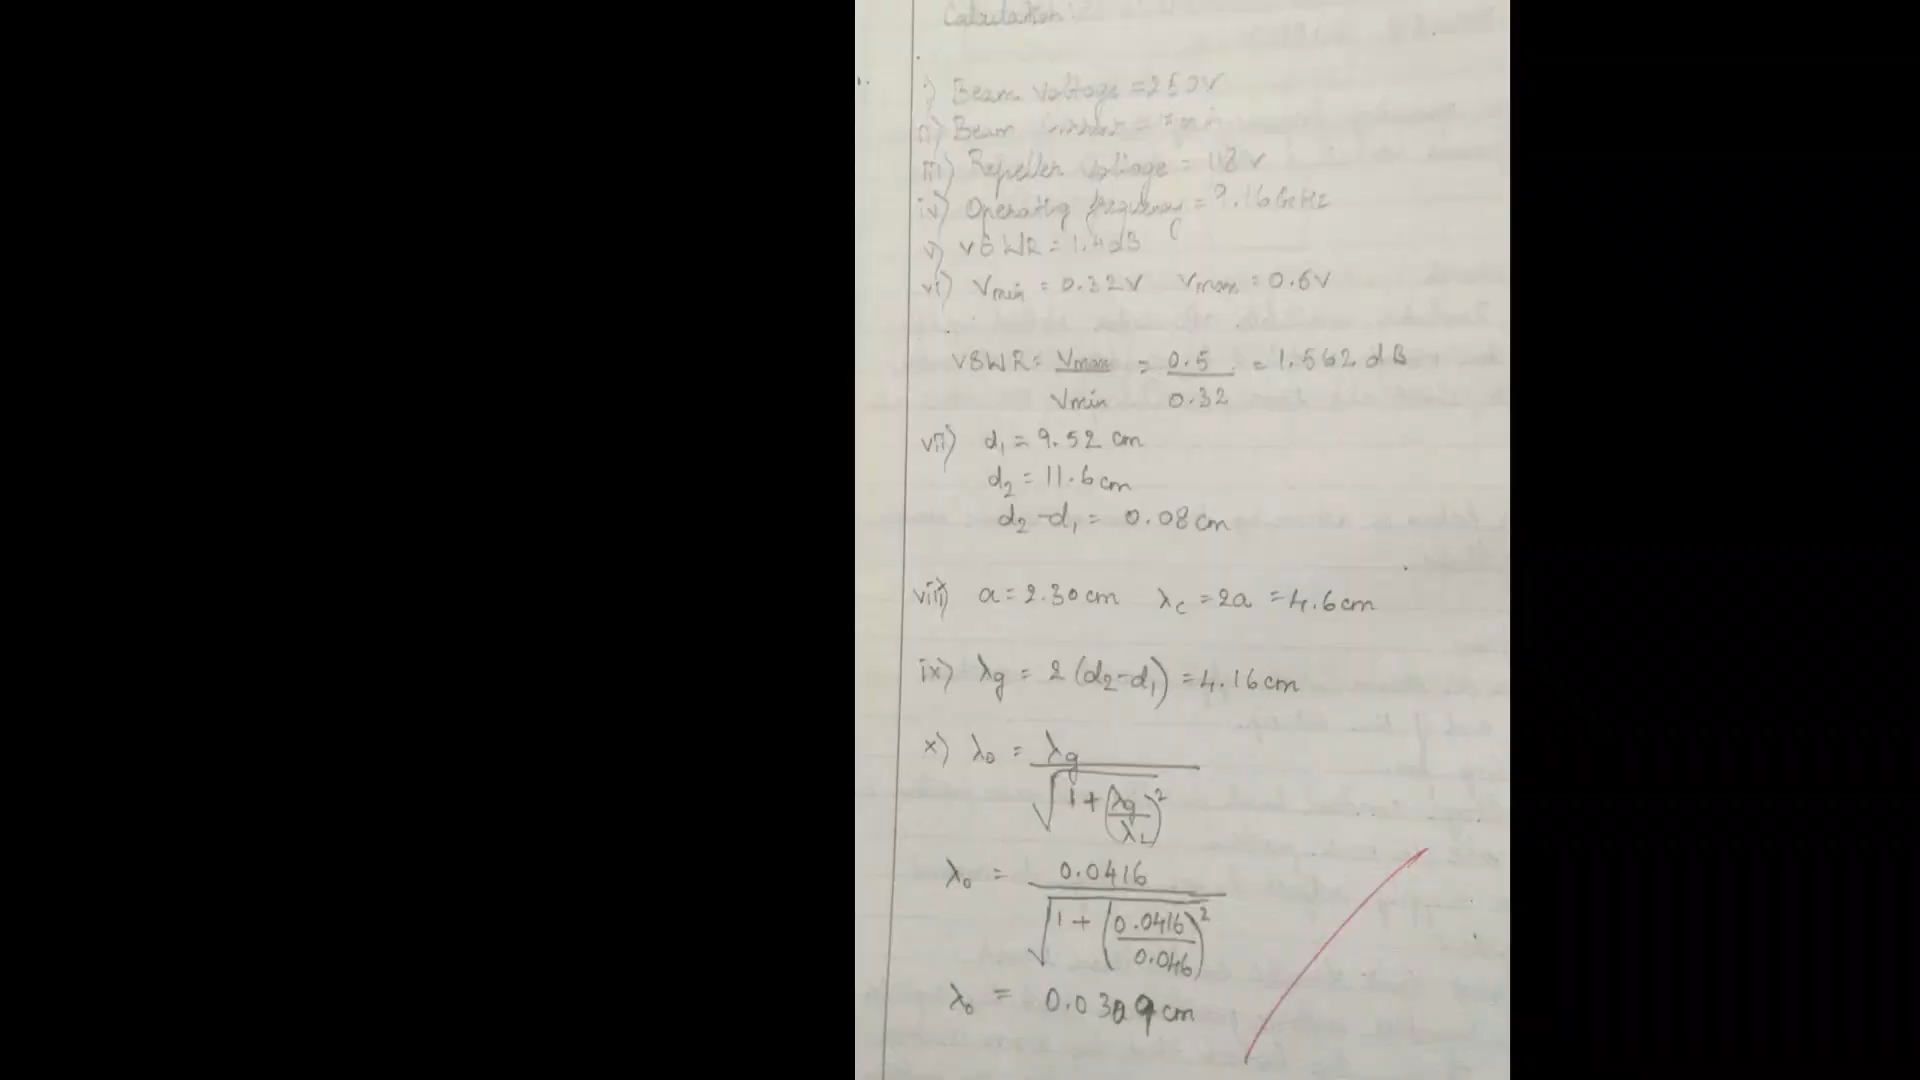 Calculation:
i) Beam Voltage = 250V
ii) Beam
iii) Repeller voltage = 118 V
iv) Operating frequency = 9.16 GHz
v) VSWR = 1.4 dB
vi) Vmin = 0.32V Vmax = 0.5V
VSWR = Vmax / Vmin = 0.5 / 0.32 = 1.562 dB
vii) d₁ = 9.52 cm
d₂ = 11.6 cm
d₂ - d₁ = 0.08 cm
viii) a = 2.30 cm λc = 2a = 4.6 cm
ix) λg = 2 (d₂ - d₁) = 4.16 cm
x) λ₀ = λg / √(1 + (λg / λc)²)
λ₀ = 0.0416 / √(1 + (0.0416 / 0.046)²)
λ₀ = 0.0309 cm